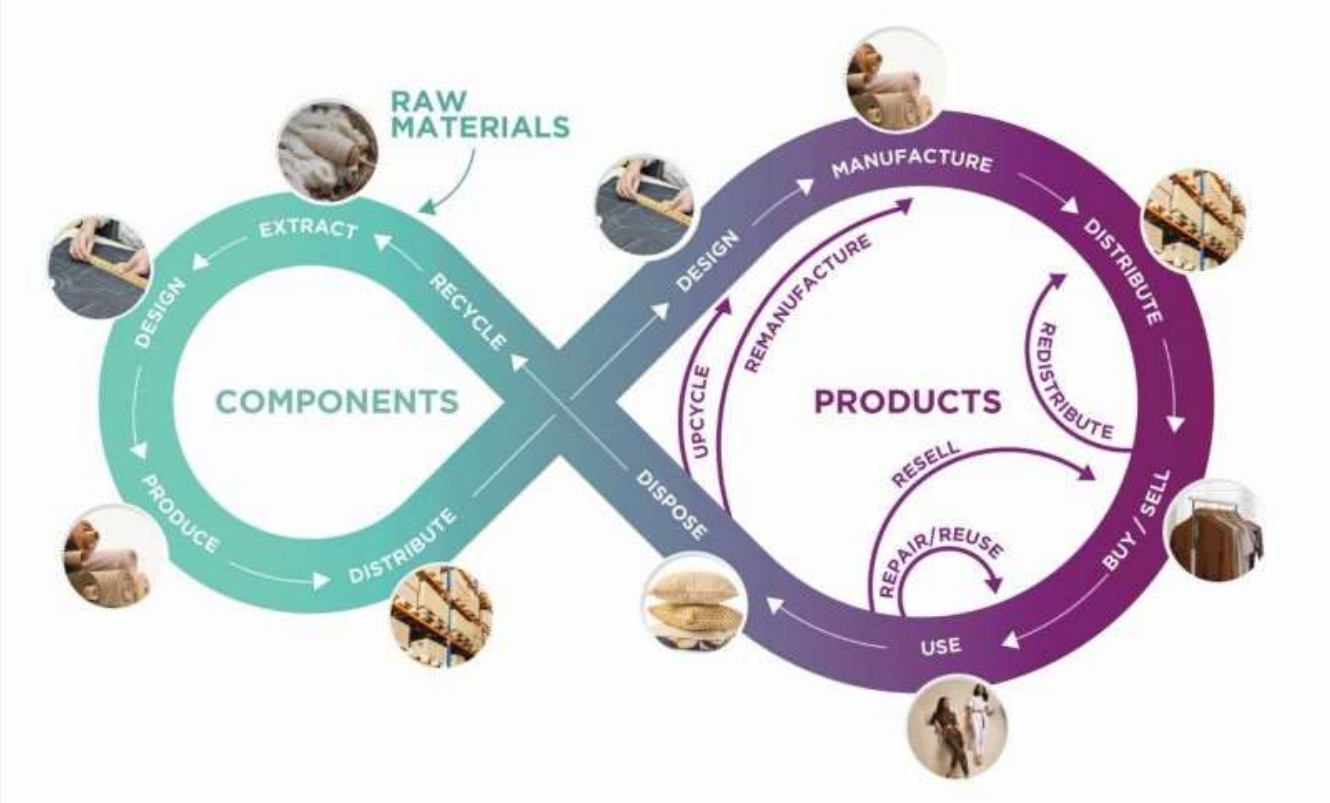 RAW
MATERIALS
EXTRACT
DESIGN
PRODUCE
DISTRIBUTE
RECYCLE
COMPONENTS
DESIGN
MANUFACTURE
DISTRIBUTE
BUY / SELL
USE
DISPOSE
UPCYCLE
REMANUFACTURE
PRODUCTS
REDISTRIBUTE
RESELL
REPAIR/REUSE